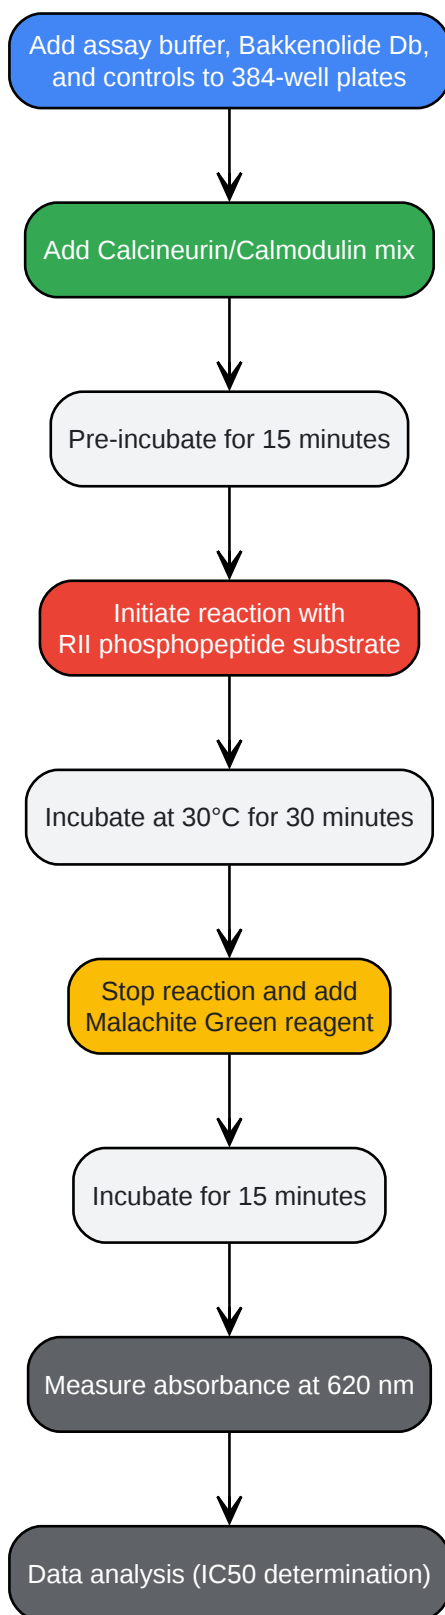 Add assay buffer, Bakkenolide Db,
and controls to 384-well plates
Add Calcineurin/Calmodulin mix
Pre-incubate for 15 minutes
Initiate reaction with
RII phosphopeptide substrate
Incubate at 30°C for 30 minutes
Stop reaction and add
Malachite Green reagent
Incubate for 15 minutes
Measure absorbance at 620 nm
Data analysis (IC50 determination)